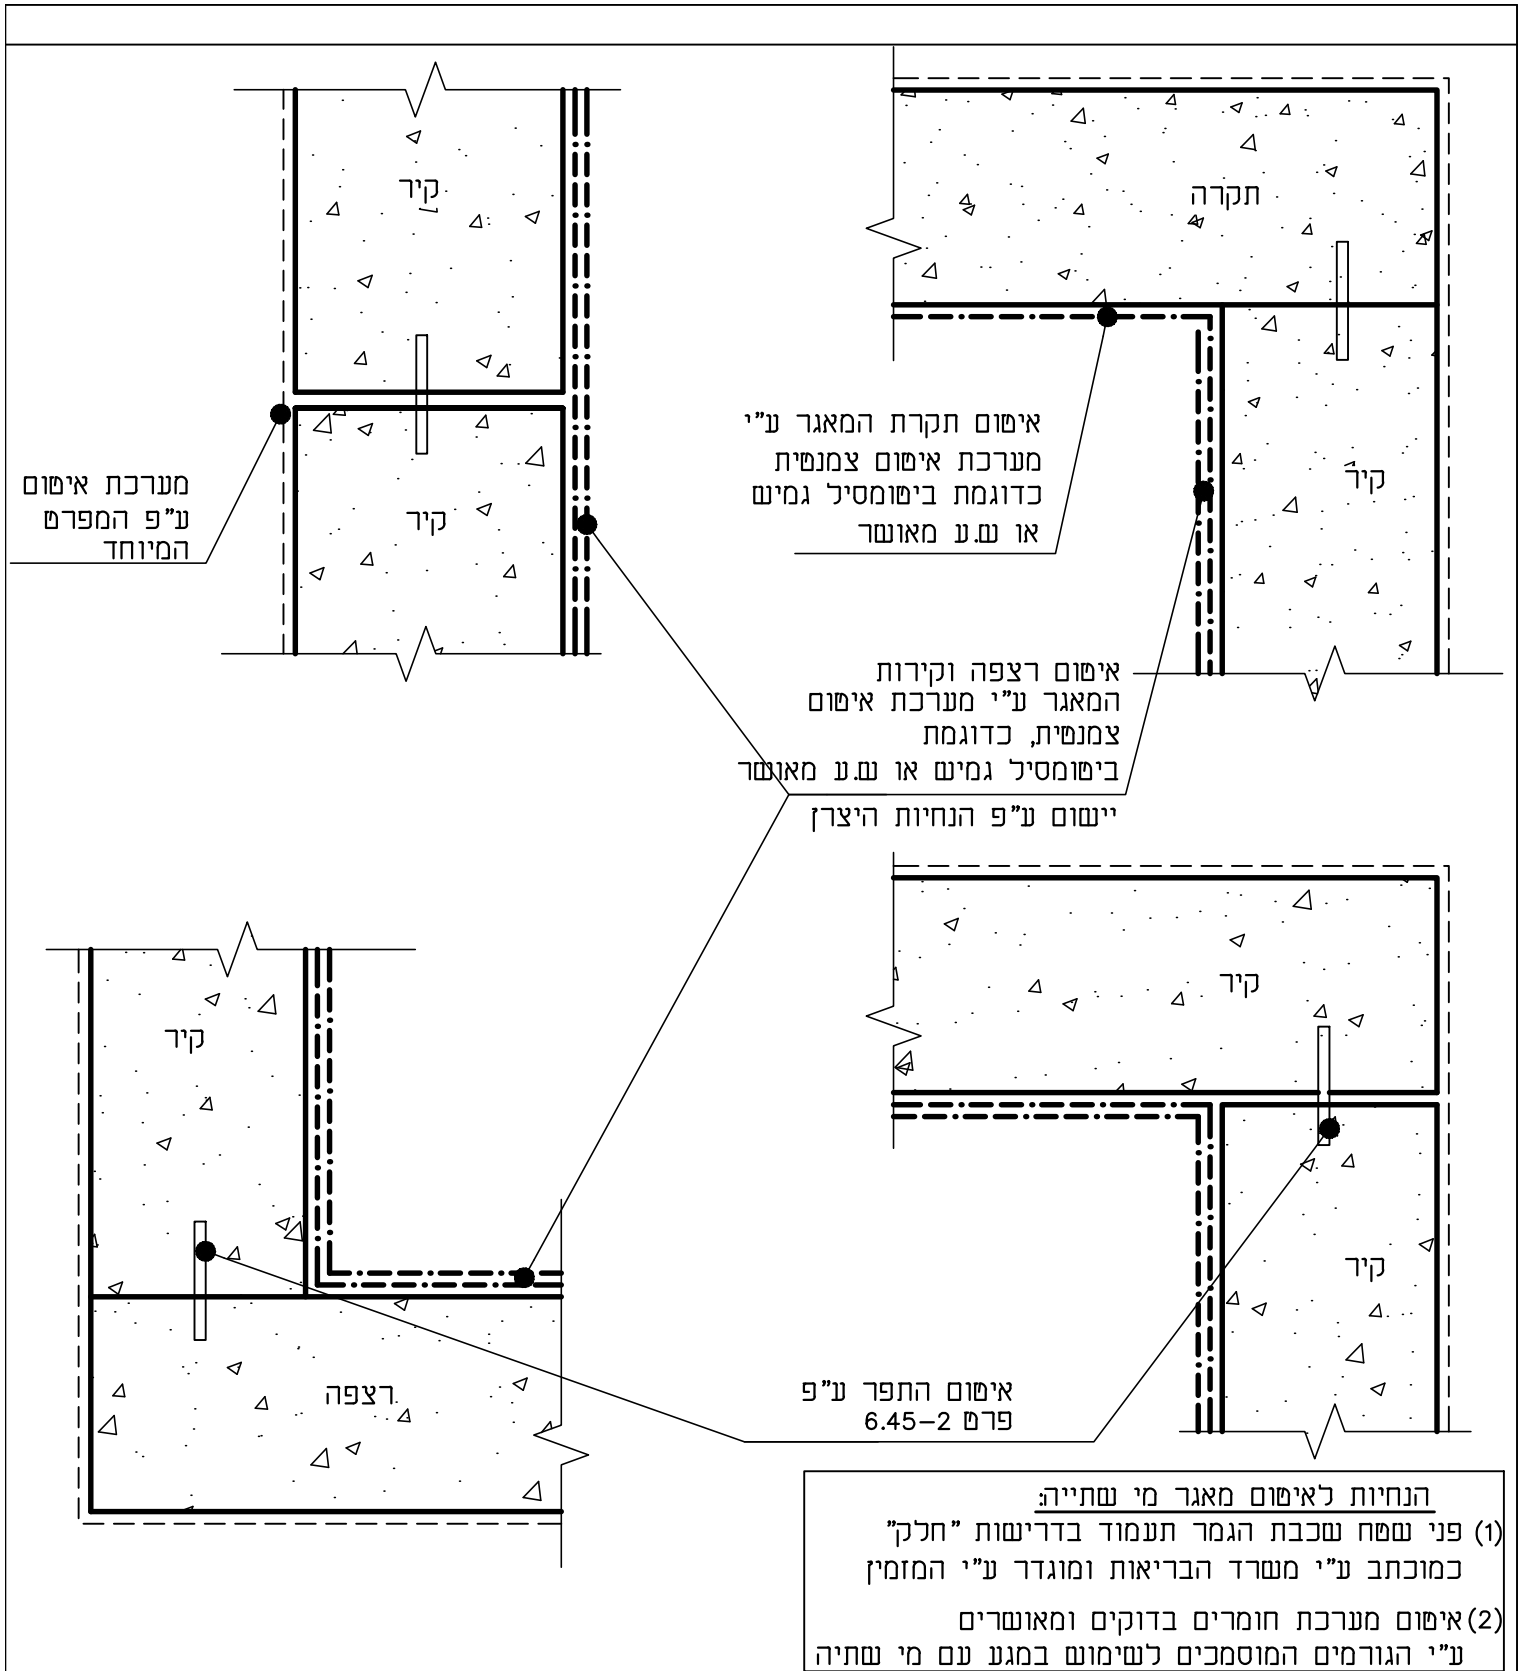 קיר
תקרה
איטום תקרת המאגר ע"י
מערכת איטום צמנטית
כדוגמת ביטומסיל גמיש
או ש.ע מאושר
קיר
קיר
מערכת איטום
ע"פ המפרט
המיוחד
איטום רצפה וקירות
המאגר ע"י מערכת איטום
צמנטית, כדוגמת
ביטומסיל גמיש או ש.ע מאושר
יישום ע"פ הנחיות היצרן
קיר
קיר
קיר
רצפה
איטום התפר ע"פ
פרט 6.45-2
הנחיות לאיטום מאגר מי שתייה:
(1) פני שטח שכבת הגמר תעמוד בדרישות "חלק"
כמוכתב ע"י משרד הבריאות ומוגדר ע"י המזמין
(2) איטום מערכת חומרים בדוקים ומאושרים
ע"י הגורמים המוסמכים לשימוש במגע עם מי שתיה